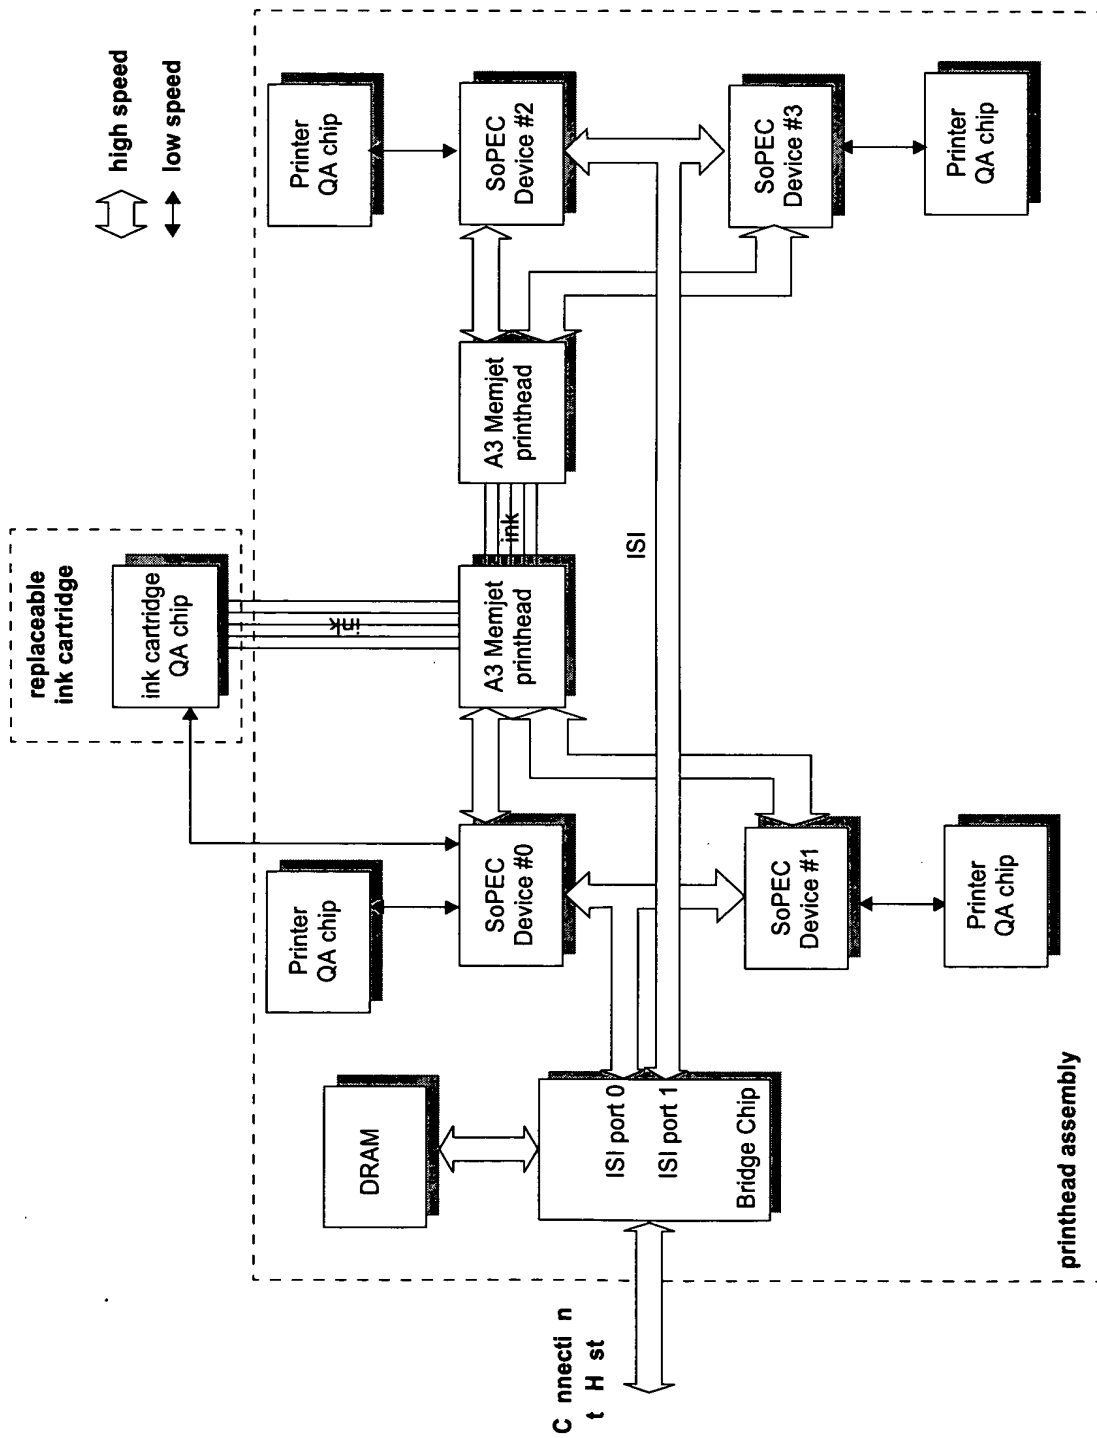 high speed
low speed
replaceable
ink cartridge
ink cartridge
QA chip
ink
Printer
QA chip
Printer
QA chip
DRAM
SoPEC
Device #0
A3 Memjet
printhead
ink
A3 Memjet
printhead
SoPEC
Device #2
C nnecti n
t H st
ISI port 0
ISI port 1
Bridge Chip
ISI
SoPEC
Device #1
SoPEC
Device #3
Printer
QA chip
Printer
QA chip
printhead assembly